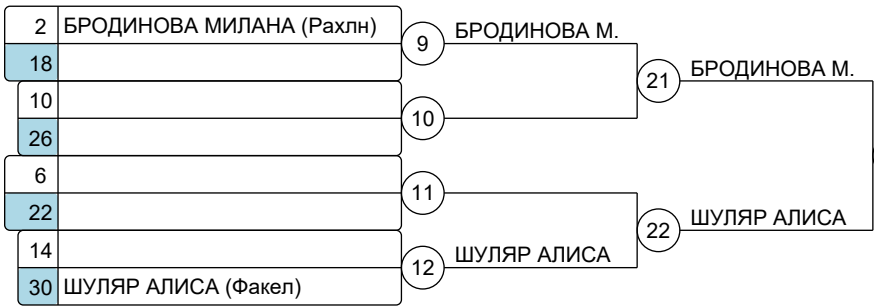 2 БРОДИНОВА МИЛАНА (Рахлн)
18
10
26
6
22
14
30 ШУЛЯР АЛИСА (Факел)
9 БРОДИНОВА М.
10
11
12 ШУЛЯР АЛИСА
21 БРОДИНОВА М.
22 ШУЛЯР АЛИСА